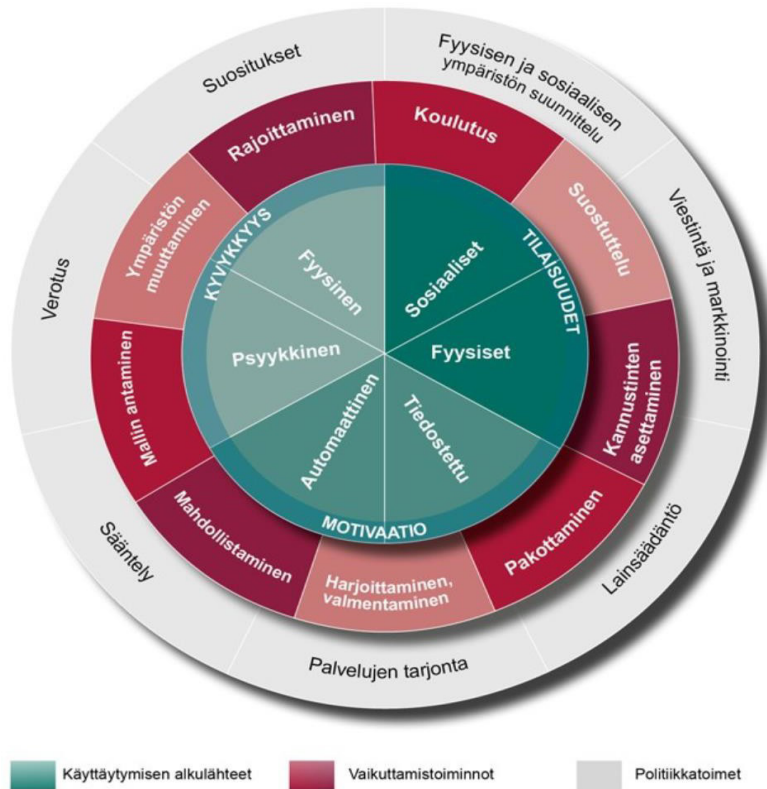 Suositukset
Fyysisen ja sosiaalisen
ympäristön suunnittelu
Viestintä ja markkinointi
Lainsäädäntö
Palvelujen tarjonta
Sääntely
Verotus
Rajoittaminen
Koulutus
Suostuttelu
Kannustinten
asettaminen
Pakottaminen
Harjoittaminen,
valmentaminen
Mahdollistaminen
Mallin antaminen
Ympäristön
muuttaminen
KYVYKKYYS
TILAISUUDET
MOTIVAATIO
Fyysinen
Sosiaaliset
Fyysiset
Tiedostettu
Automaattinen
Psyykkinen
Käyttäytymisen alkulähteet
Vaikuttamistoiminnot
Politiikkatoimet